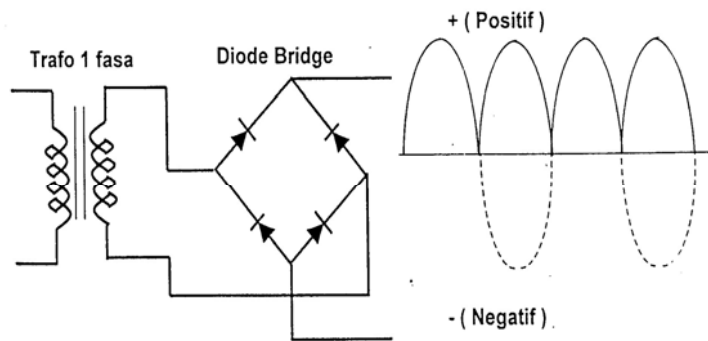 + ( Positif )
Trafo 1 fasa
Diode Bridge
- ( Negatif )